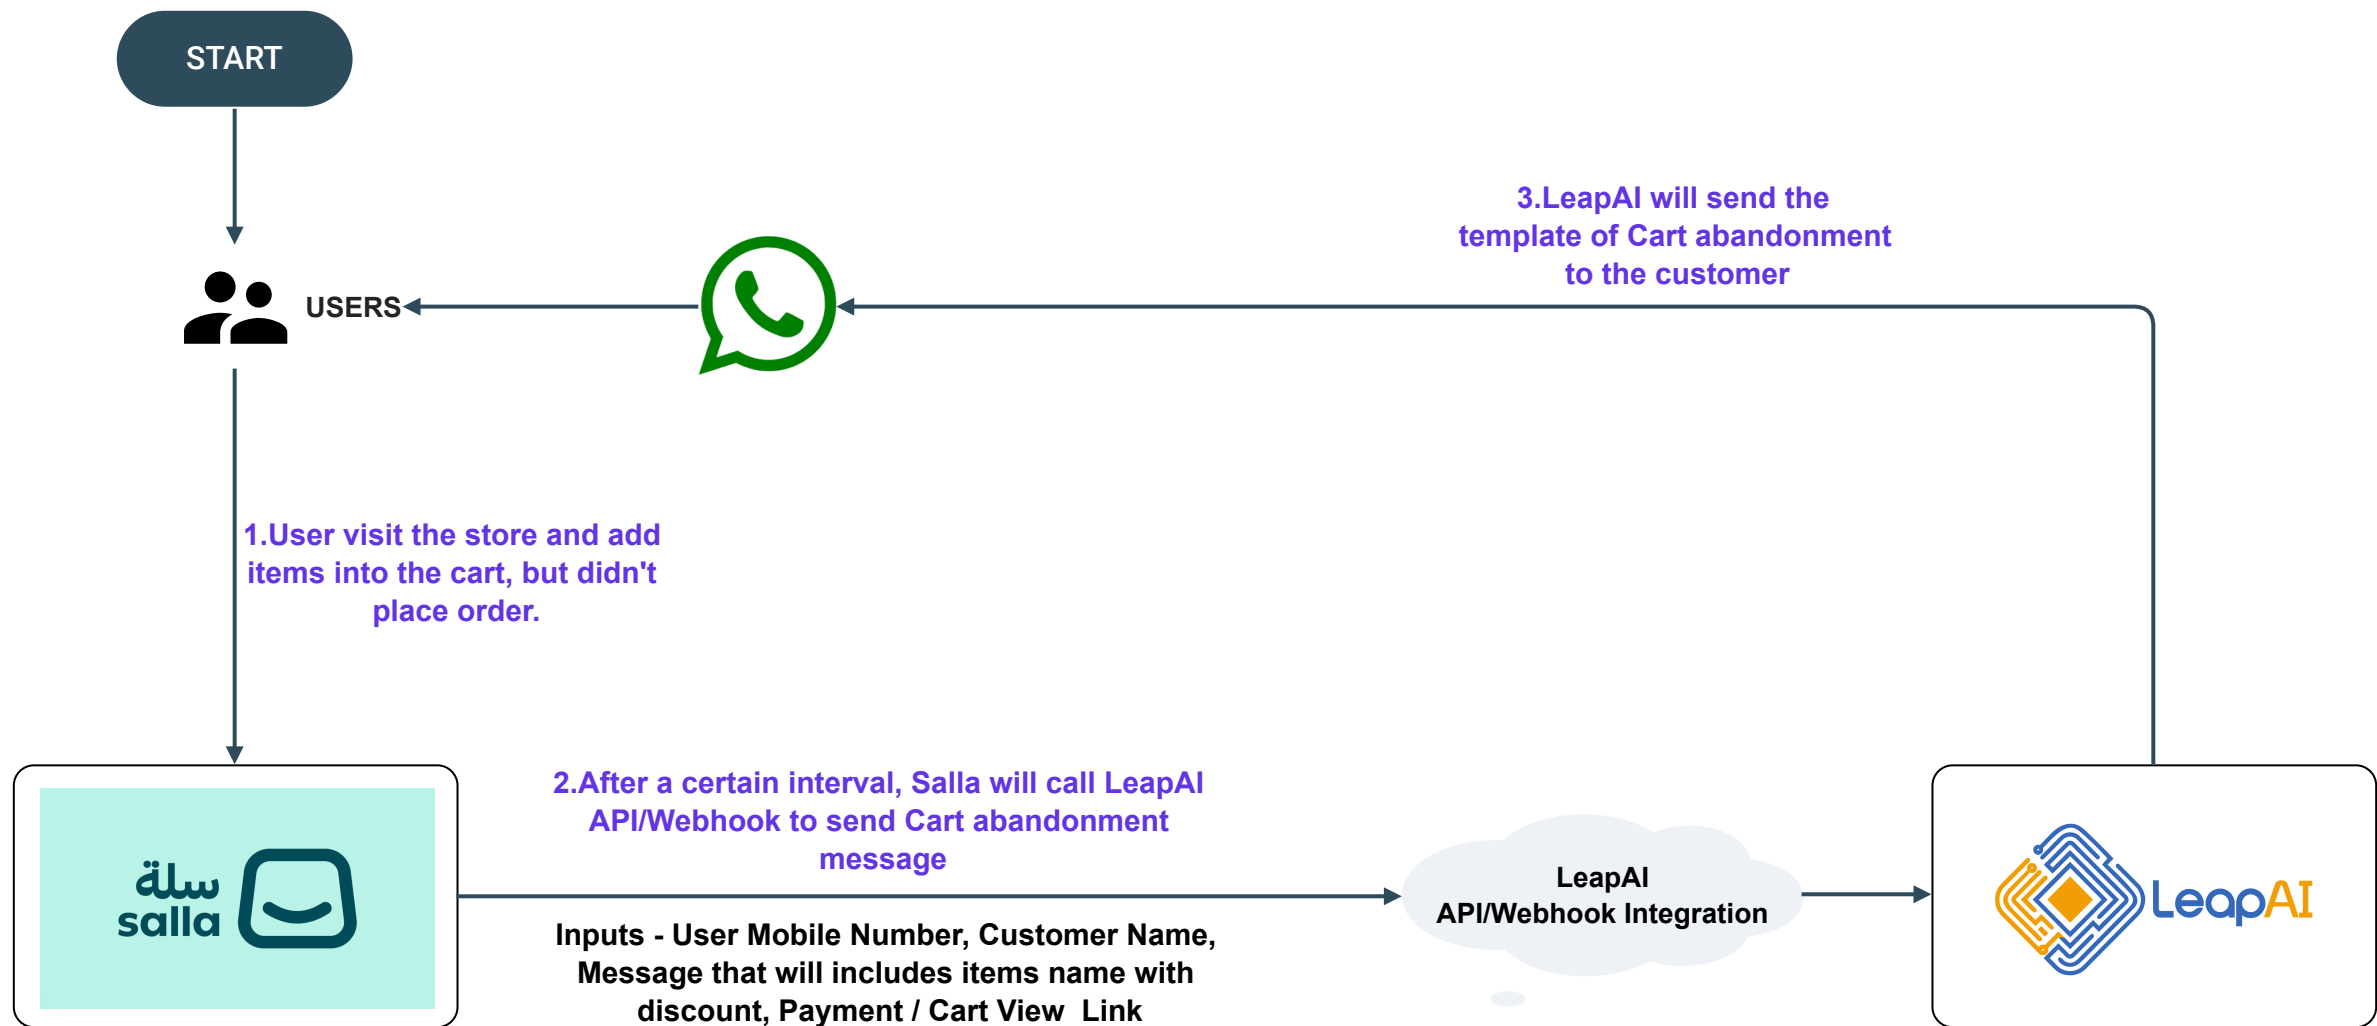 START
USERS
3.LeapAI will send the
template of Cart abandonment
to the customer
1.User visit the store and add
items into the cart, but didn't
place order.
2.After a certain interval, Salla will call LeapAI
API/Webhook to send Cart abandonment
message
Inputs - User Mobile Number, Customer Name,
Message that will includes items name with
discount, Payment / Cart View  Link
سلة
salla
LeapAI
API/Webhook Integration
LeapAI